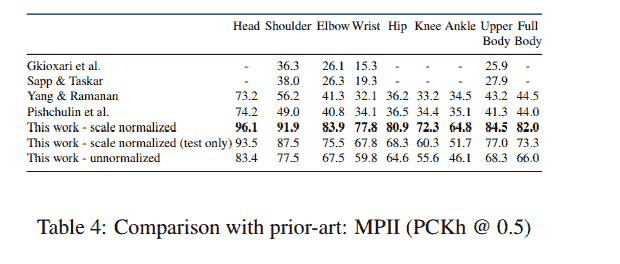 Head Shoulder Elbow Wrist Hip Knee Ankle Upper Full
Body Body
Gkioxari et al. - 36.3 26.1 15.3 - - - 25.9 -
Sapp & Taskar - 38.0 26.3 19.3 - - - 27.9 -
Yang & Ramanan 73.2 56.2 41.3 32.1 36.2 33.2 34.5 43.2 44.5
Pishchulin et al. 74.2 49.0 40.8 34.1 36.5 34.4 35.1 41.3 44.0
This work - scale normalized 96.1 91.9 83.9 77.8 80.9 72.3 64.8 84.5 82.0
This work - scale normalized (test only) 93.5 87.5 75.5 67.8 68.3 60.3 51.7 77.0 73.3
This work - unnormalized 83.4 77.5 67.5 59.8 64.6 55.6 46.1 68.3 66.0
Table 4: Comparison with prior-art: MPII (PCKh @ 0.5)